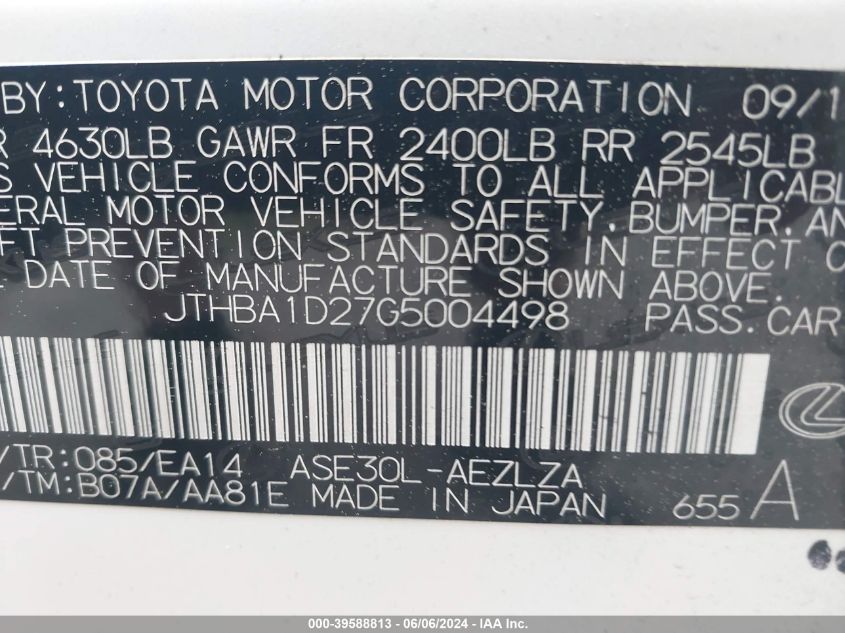 BY:TOYOTA MOTOR CORPORATION 09/1
R 4630LB GAWR FR 2400LB RR 2545LB
S VEHICLE CONFORMS TO ALL APPLICABL
ERAL MOTOR VEHICLE SAFETY,BUMPER,AN
FT PREVENTION STANDARDS IN EFFECT O
E DATE OF MANUFACTURE SHOWN ABOVE.
JTHBA1D27G5004498 PASS.CAR
/TR:085/EA14 ASE30L-AEZLZA
/TM:B07A/AA81E MADE IN JAPAN 655 A
000-39588813 - 06/06/2024 - IAA Inc.